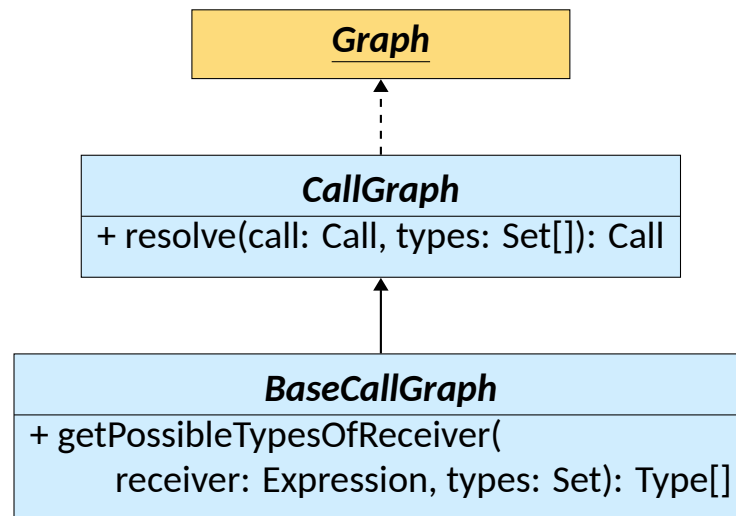 Graph
CallGraph
+ resolve(call: Call, types: Set[]): Call
BaseCallGraph
+ getPossibleTypesOfReceiver(
receiver: Expression, types: Set): Type[]